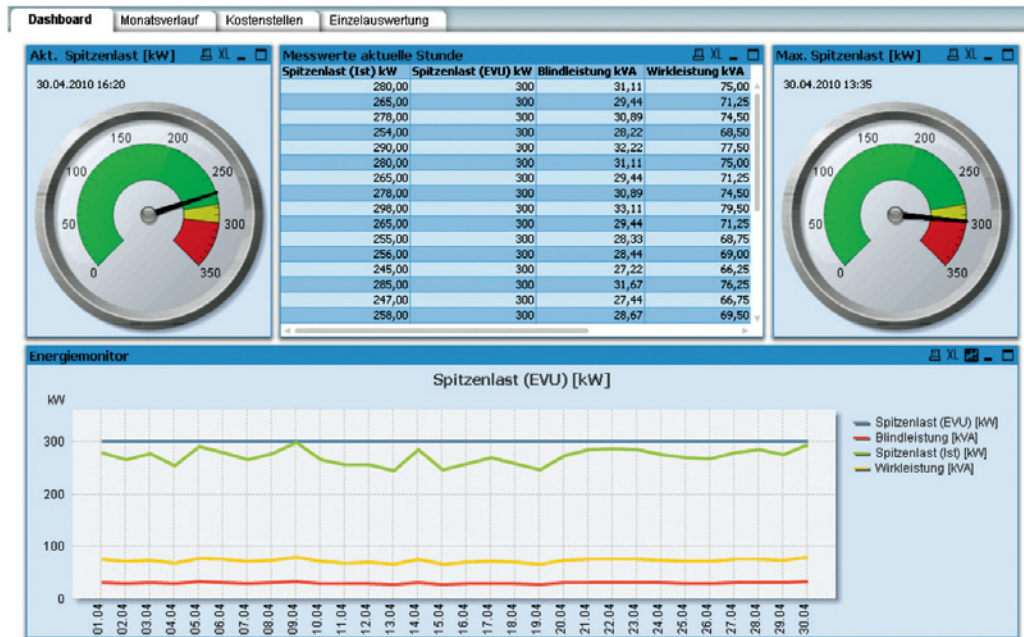 Dashboard Monatsverlauf Kostenstellen Einzelauswertung
Akt. Spitzenlast [kW] XL
30.04.2010 16:20
0
50
100
150
200
250
300
350
Messwerte aktuelle Stunde XL
Spitzenlast (Ist) kW Spitzenlast (EVU) kW Blindleistung kVA Wirkleistung kVA
280,00 300 31,11 75,00
265,00 300 29,44 71,25
278,00 300 30,89 74,50
254,00 300 28,22 68,50
290,00 300 32,22 77,50
280,00 300 31,11 75,00
265,00 300 29,44 71,25
278,00 300 30,89 74,50
298,00 300 33,11 79,50
265,00 300 29,44 71,25
255,00 300 28,33 68,75
256,00 300 28,44 69,00
245,00 300 27,22 66,25
285,00 300 31,67 76,25
247,00 300 27,44 66,75
258,00 300 28,67 69,50
Max. Spitzenlast [kW] XL
30.04.2010 13:35
0
50
100
150
200
250
300
350
Energiemonitor XL
Spitzenlast (EVU) [kW]
kW
300
200
100
0
01.04 02.04 03.04 04.04 05.04 06.04 07.04 08.04 09.04 10.04 11.04 12.04 13.04 14.04 15.04 16.04 17.04 18.04 19.04 20.04 21.04 22.04 23.04 24.04 25.04 26.04 27.04 28.04 29.04 30.04
Spitzenlast (EVU) [kW]
Blindleistung [kVA]
Spitzenlast (Ist) [kW]
Wirkleistung [kVA]